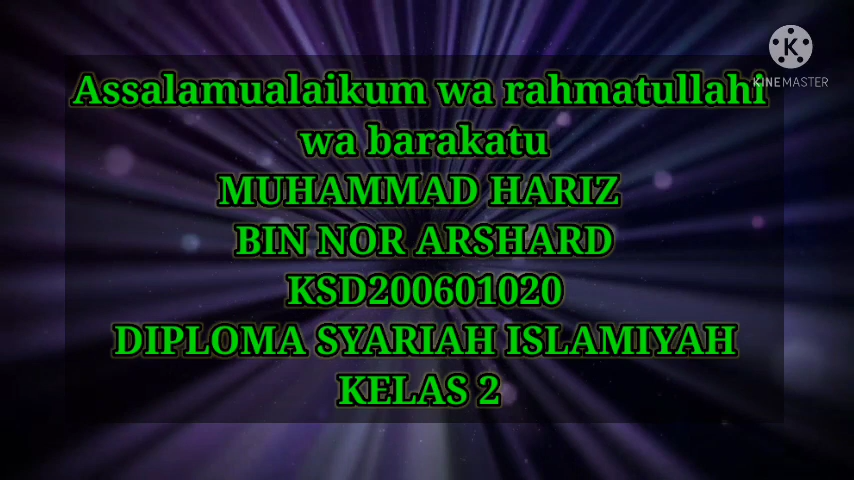 K
KINEMASTER
Assalamualaikum wa rahmatullahi
wa barakatu
MUHAMMAD HARIZ
BIN NOR ARSHARD
KSD200601020
DIPLOMA SYARIAH ISLAMIYAH
KELAS 2